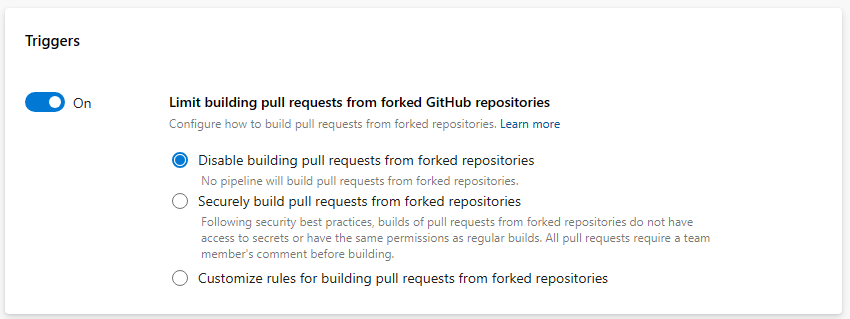 Triggers
On
Limit building pull requests from forked GitHub repositories
Configure how to build pull requests from forked repositories. Learn more
Disable building pull requests from forked repositories
No pipeline will build pull requests from forked repositories.
Securely build pull requests from forked repositories
Following security best practices, builds of pull requests from forked repositories do not have
access to secrets or have the same permissions as regular builds. All pull requests require a team
member's comment before building.
Customize rules for building pull requests from forked repositories